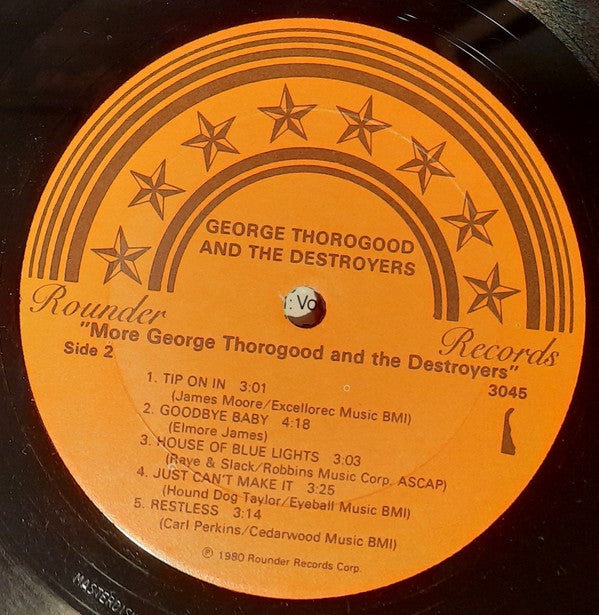 GEORGE THOROGOOD
AND THE DESTROYERS
Rounder Records
"More George Thorogood and the Destroyers"
Side 2
3045
1. TIP ON IN 3:01
(James Moore/Excellorec Music BMI)
2. GOODBYE BABY 4:18
(Elmore James)
3. HOUSE OF BLUE LIGHTS 3:03
(Raye & Slack/Robbins Music Corp. ASCAP)
4. JUST CAN'T MAKE IT 3:25
(Hound Dog Taylor/Eyeball Music BMI)
5. RESTLESS 3:14
(Carl Perkins/Cedarwood Music BMI)
℗ 1980 Rounder Records Corp.